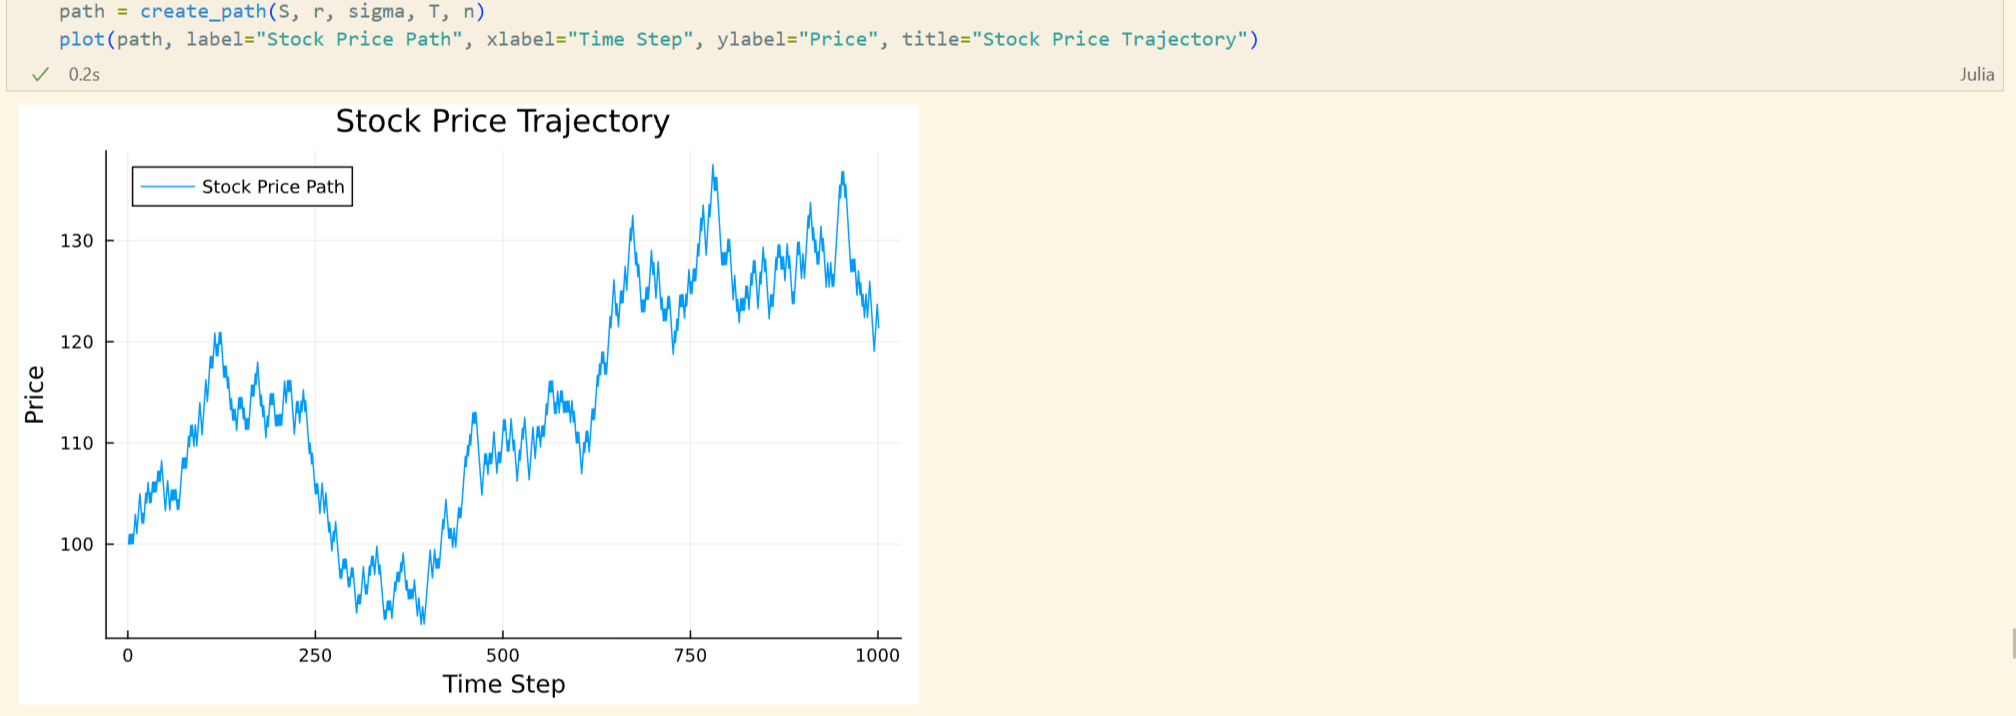 path = create_path(S, r, sigma, T, n)
plot(path, label="Stock Price Path", xlabel="Time Step", ylabel="Price", title="Stock Price Trajectory")
0.2s
Julia
Stock Price Trajectory
Stock Price Path
130
120
110
100
Price
0 250 500 750 1000
Time Step